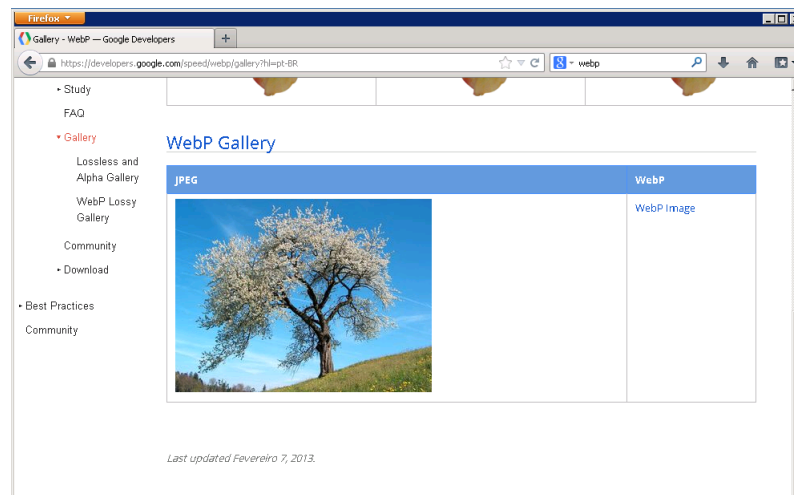 Firefox
Gallery - WebP — Google Developers
https://developers.google.com/speed/webp/gallery?hl=pt-BR
webp
Study
FAQ
Gallery
Lossless and
Alpha Gallery
WebP Lossy
Gallery
Community
Download
Best Practices
Community
WebP Gallery
JPEG WebP
WebP Image
Last updated Fevereiro 7, 2013.